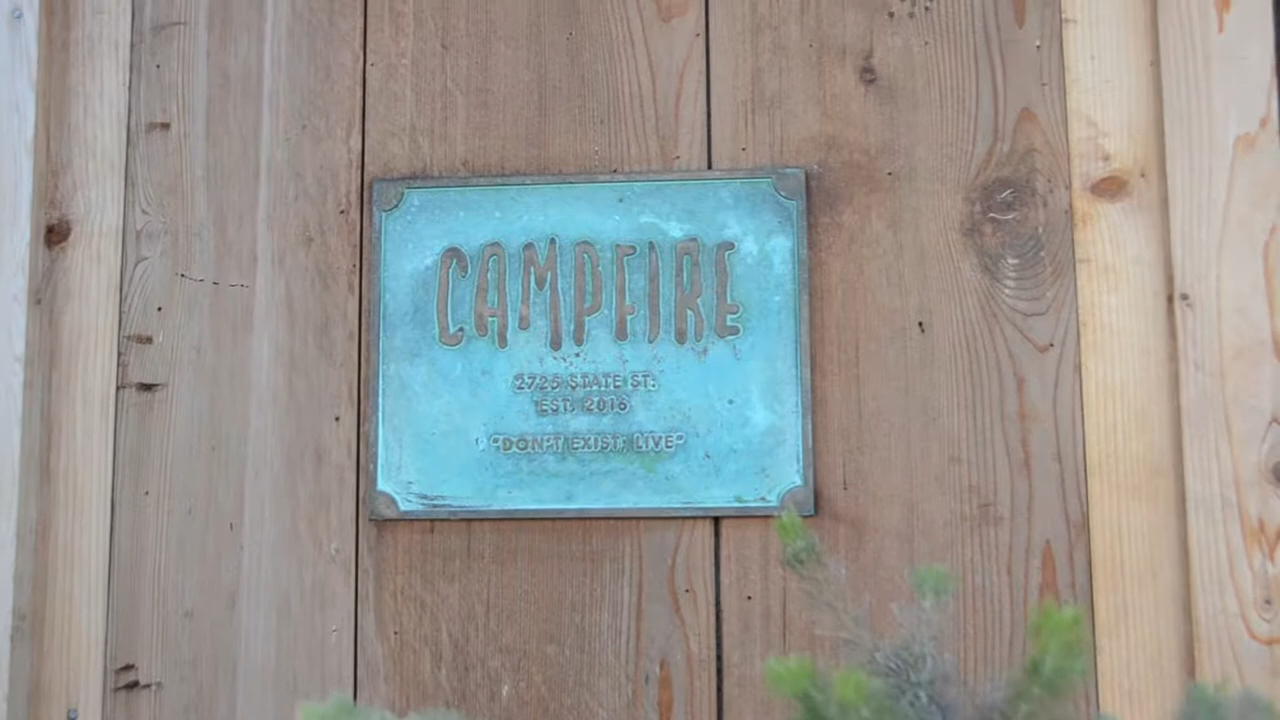 CAMPFIRE
2725 STATE ST.
EST. 2016
"DON'T EXIST, LIVE"